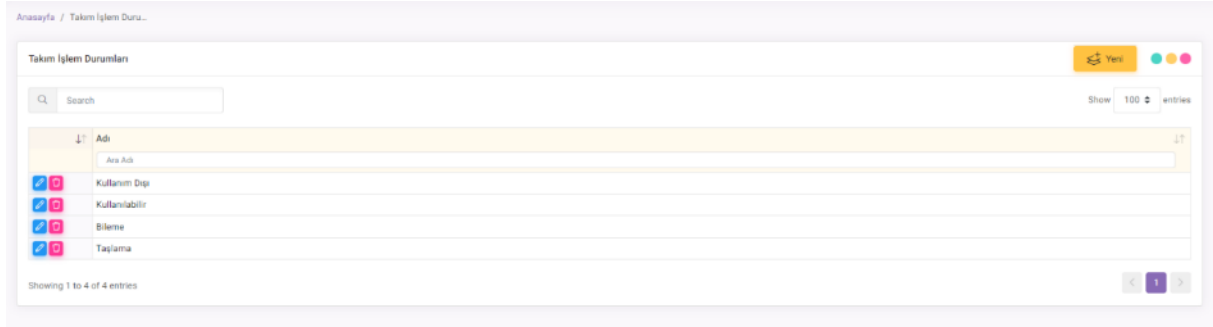 Anasayfa / Takım İşlem Duru...
Takım İşlem Durumları
Yeni
Search
Show 100 entries
Adı
Ara Adı
Kullanım Dışı
Kullanılabilir
Bileme
Taşlama
Showing 1 to 4 of 4 entries
< 1 >